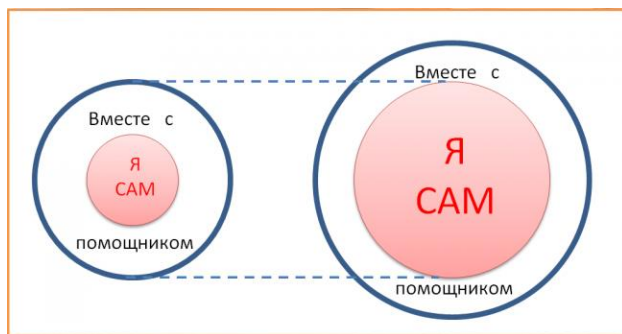 Вместе с
Я
САМ
помощником
Вместе с
Я
САМ
помощником